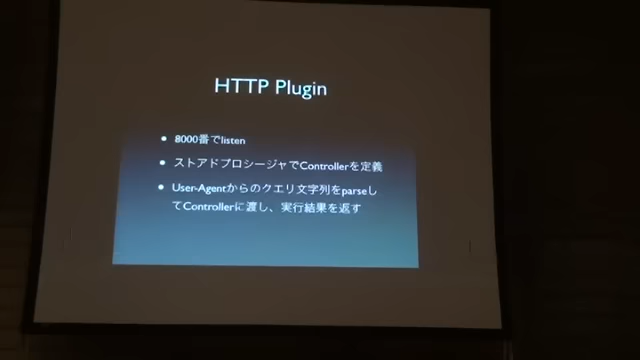 HTTP Plugin
• 8000番でlisten
• ストアドプロシージャでControllerを定義
• User-Agentからのクエリ文字列をparseし
てControllerに渡し、実行結果を返す